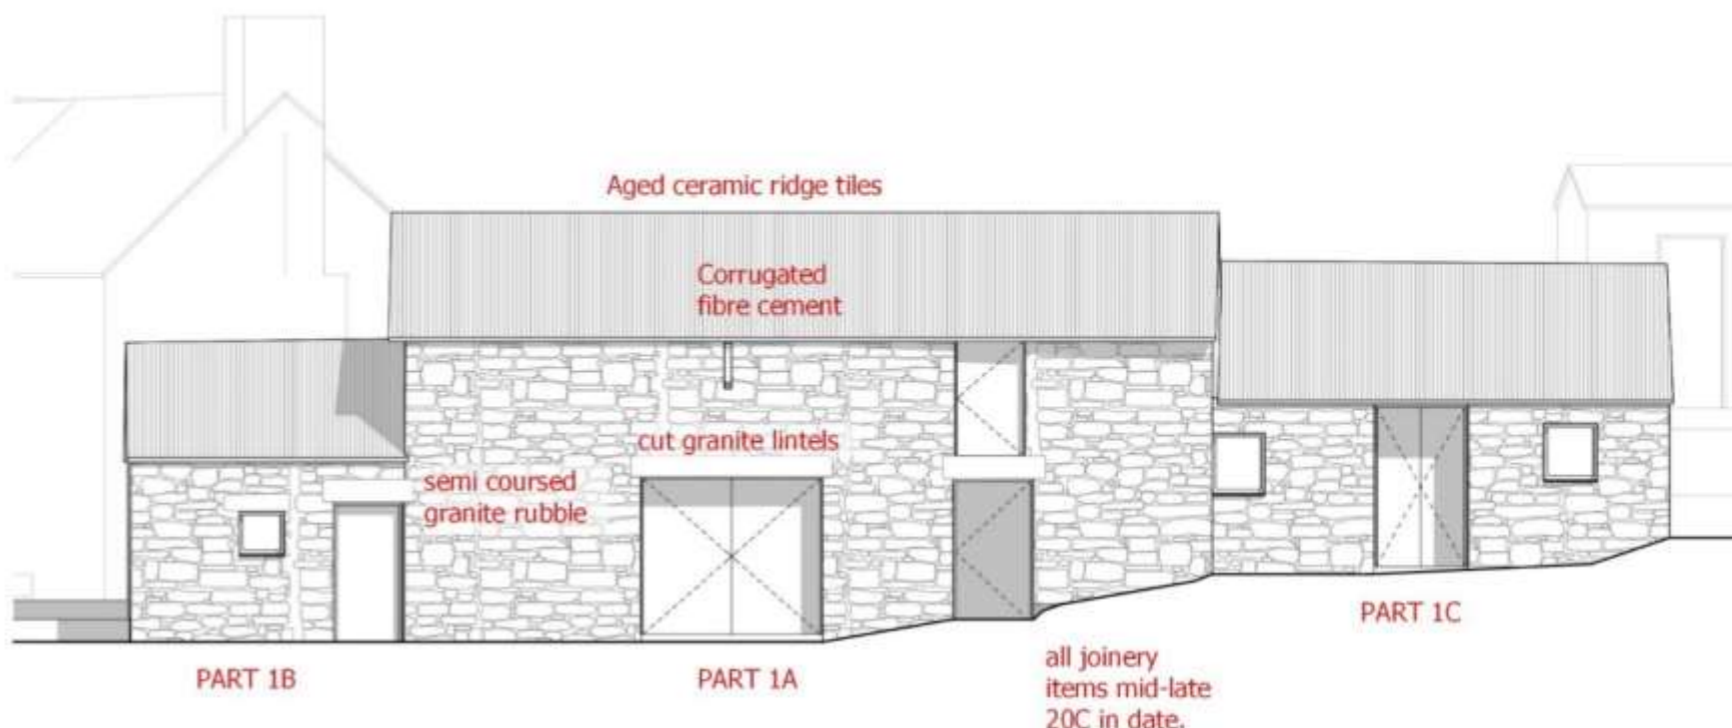 Aged ceramic ridge tiles
Corrugated
fibre cement
cut granite lintels
semi coursed
granite rubble
PART 1C
all joinery
items mid-late
20C in date.
PART 1B
PART 1A